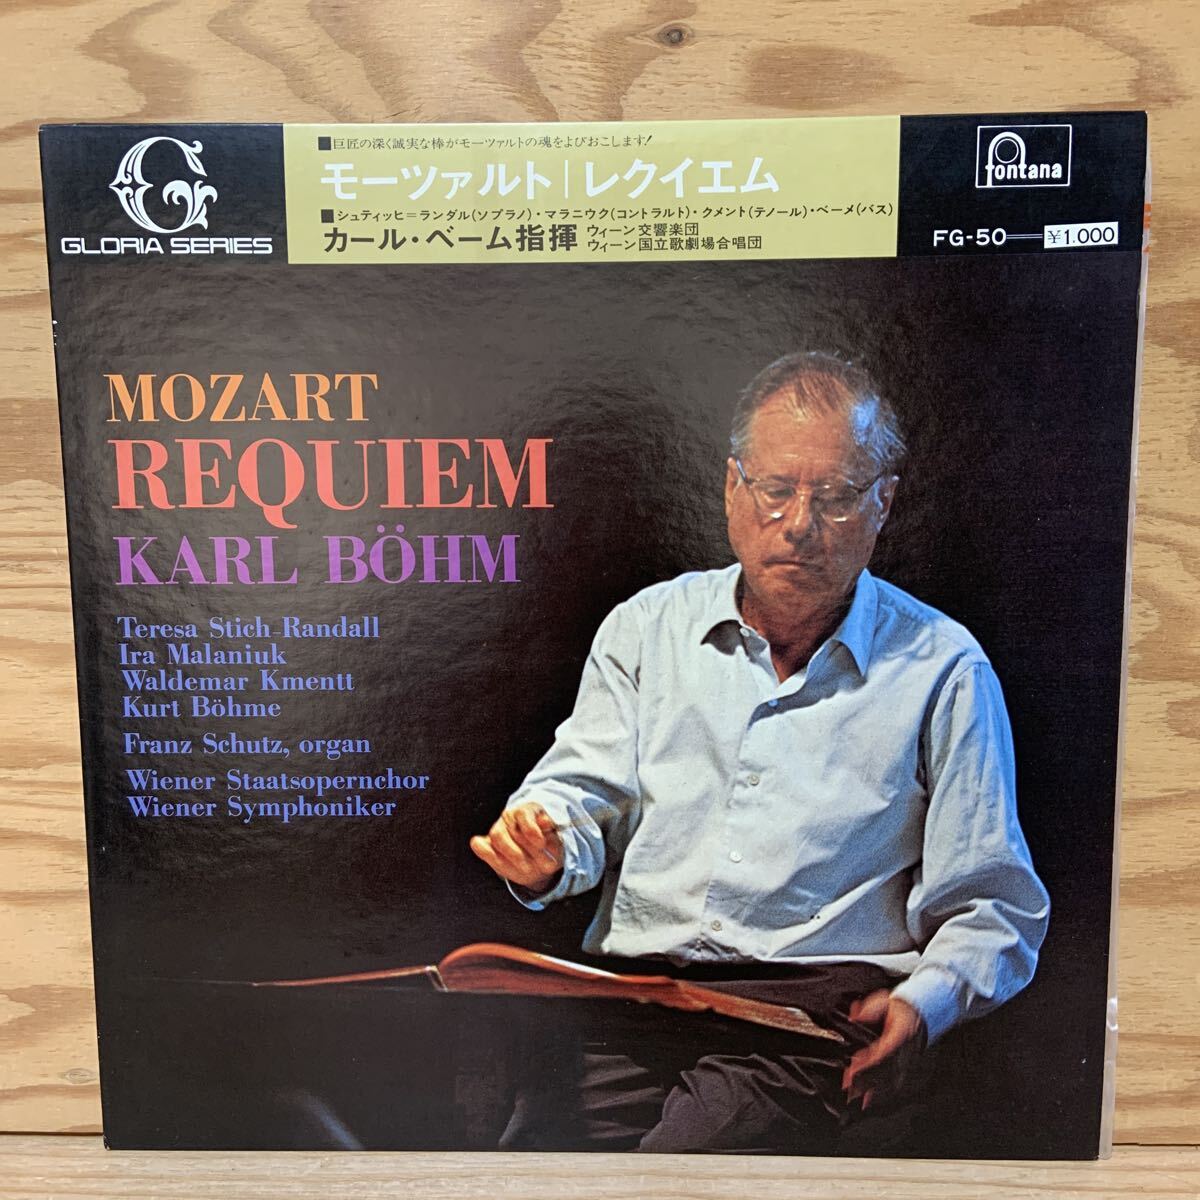 G
GLORIA SERIES
■巨匠の深く誠実な棒がモーツァルトの魂をよびおこします!
モーツァルト|レクイエム
■シュティッヒ=ランダル(ソプラノ)・マラニウク(コントラルト)・クメント(テノール)・ベーメ(バス)
カール・ベーム指揮 ウィーン交響楽団
ウィーン国立歌劇場合唱団
fontana
FG-50 ¥1.000
MOZART
REQUIEM
KARL BÖHM
Teresa Stich-Randall
Ira Malaniuk
Waldemar Kmentt
Kurt Böhme
Franz Schutz, organ
Wiener Staatsopernchor
Wiener Symphoniker